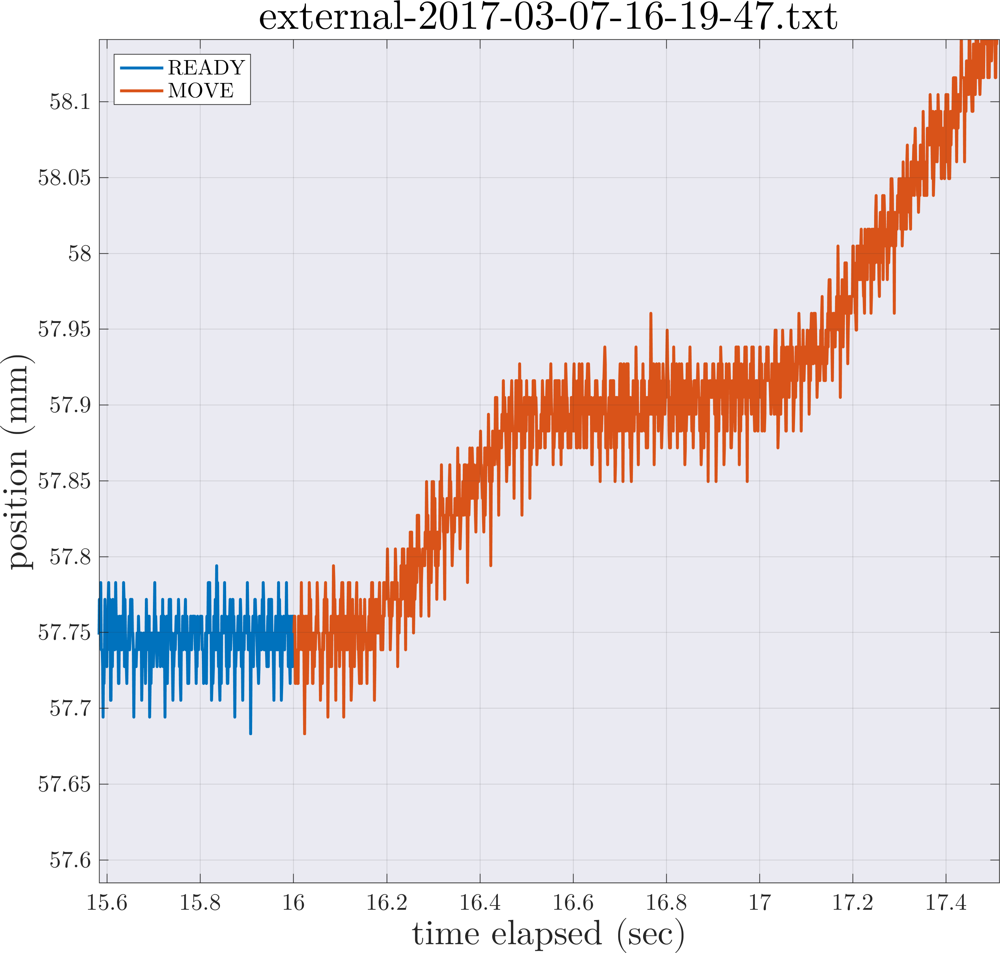 external-2017-03-07-16-19-47.txt
READY
MOVE
58.1
58.05
58
57.95
57.9
57.85
57.8
57.75
57.7
57.65
57.6
position (mm)
15.6 15.8 16 16.2 16.4 16.6 16.8 17 17.2 17.4
time elapsed (sec)